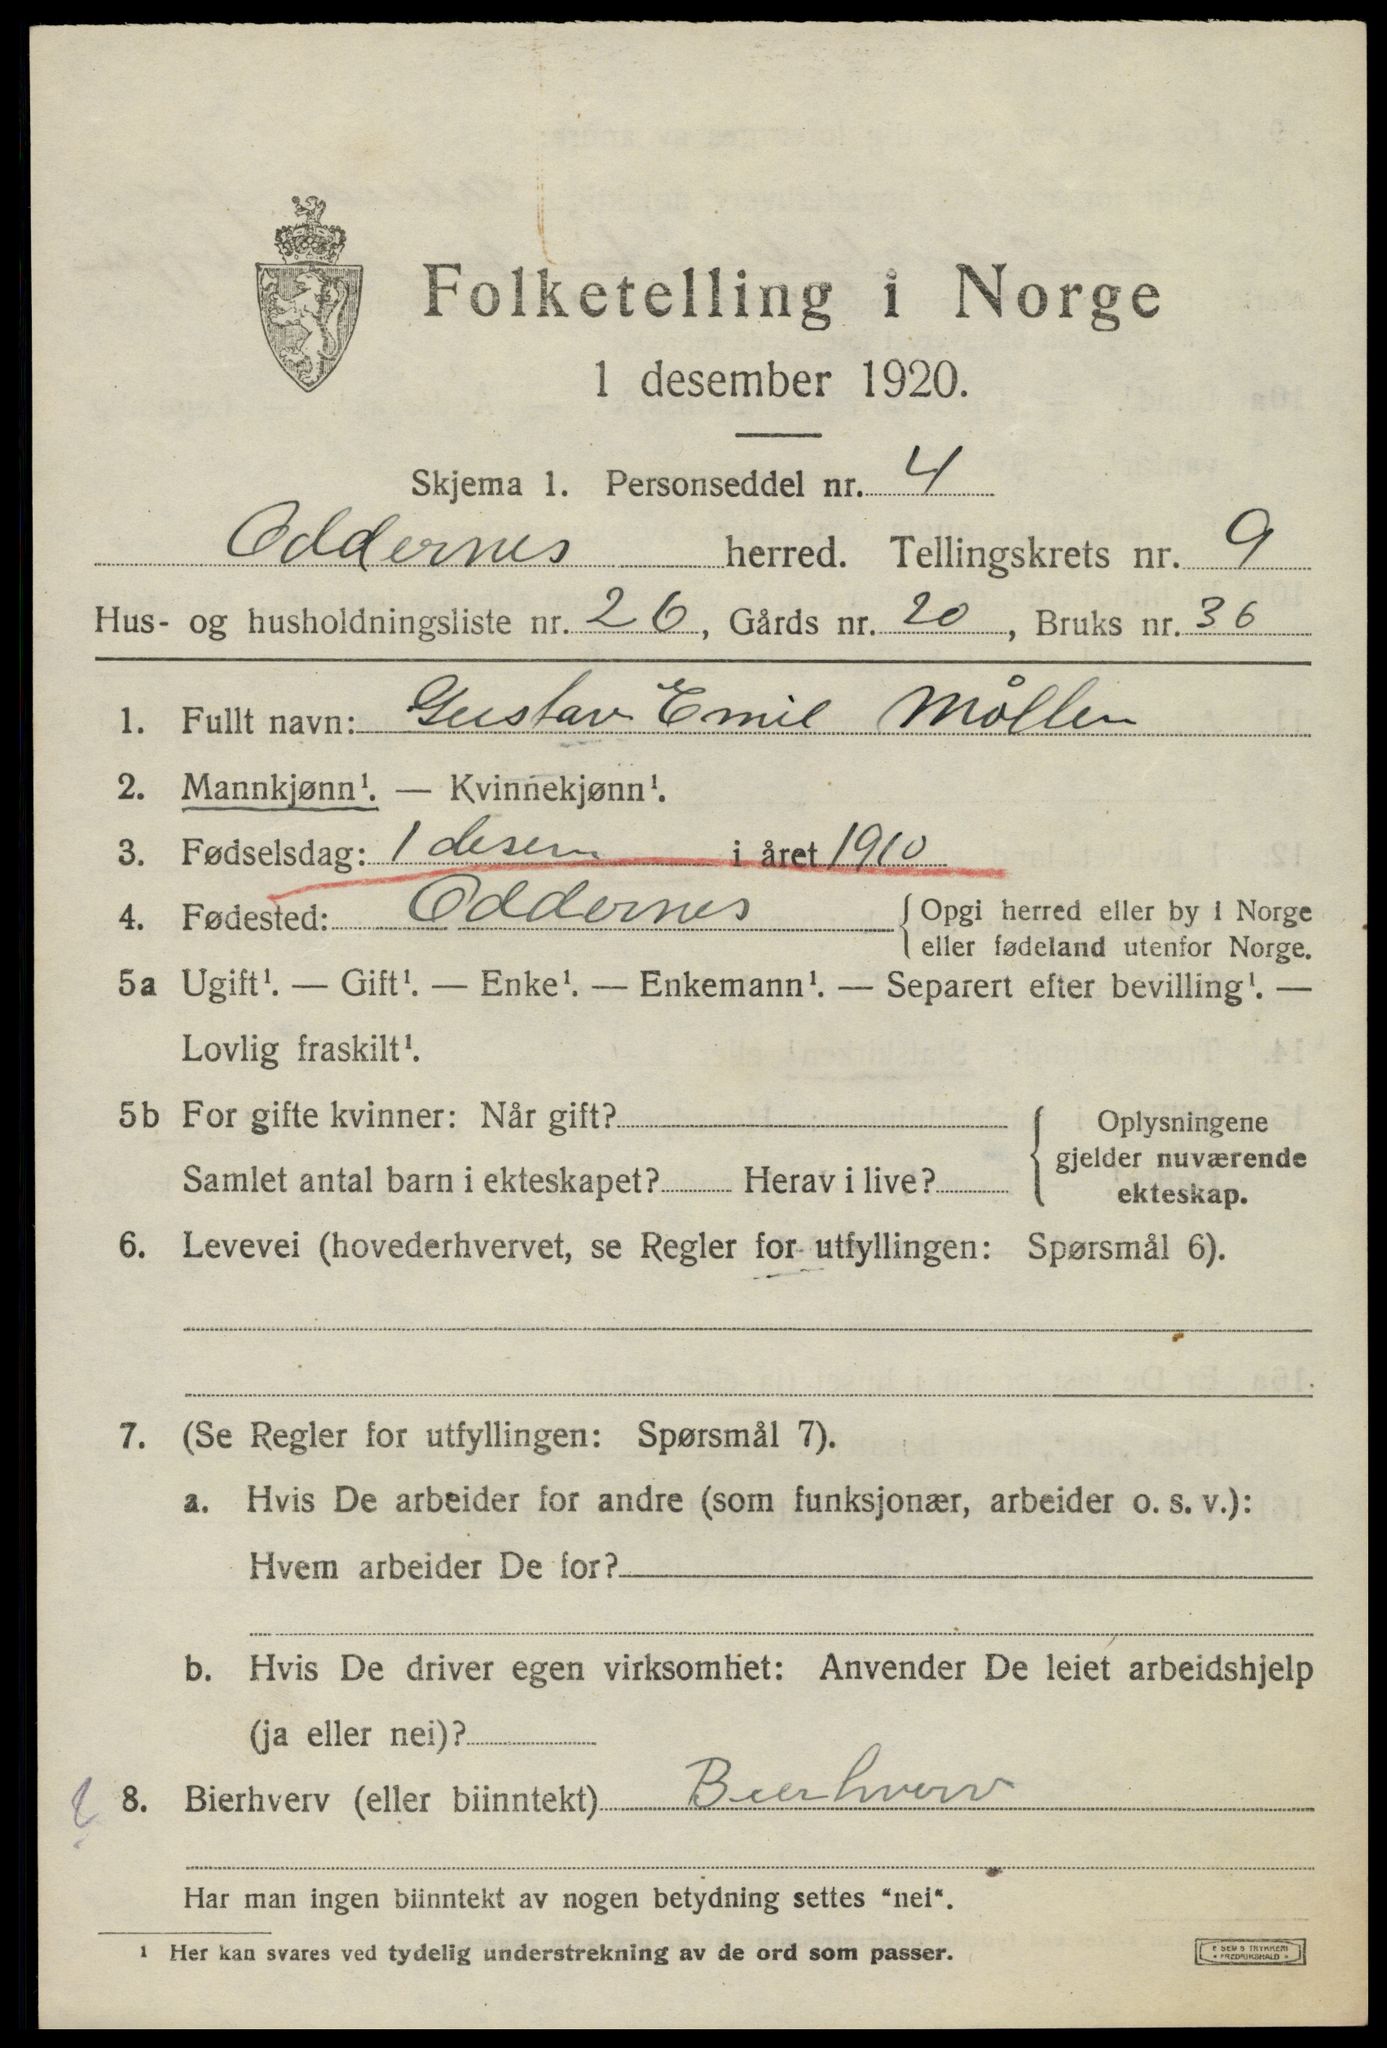 Folketelling i Norge
1 desember 1920.
Skjema 1. Personseddel nr. 4
Oddernes herred. Tellingskrets nr. 9
Hus- og husholdningsliste nr. 26, Gårds nr. 20, Bruks nr. 36
1. Fullt navn: Gustav Emil Møllen
2. Mannkjønn¹. — Kvinnekjønn¹.
3. Fødselsdag: 1 desem i året 1910
4. Fødested: Oddernes { Opgi herred eller by i Norge
eller fødeland utenfor Norge.
5a Ugift¹. — Gift¹. — Enke¹. — Enkemann¹. — Separert efter bevilling¹. —
Lovlig fraskilt¹.
5b For gifte kvinner: Når gift? { Oplysningene
gjelder nuværende
Samlet antal barn i ekteskapet? Herav i live? ekteskap.
6. Levevei (hovederhvervet, se Regler for utfyllingen: Spørsmål 6).
7. (Se Regler for utfyllingen: Spørsmål 7).
a. Hvis De arbeider for andre (som funksjonær, arbeider o. s. v.):
Hvem arbeider De for?
b. Hvis De driver egen virksomhet: Anvender De leiet arbeidshjelp
(ja eller nei)?
8. Bierhverv (eller biinntekt) Beerhverv
Har man ingen biinntekt av nogen betydning settes "nei".
¹ Her kan svares ved tydelig understrekning av de ord som passer.
E SEM'S TRYKKERI
FREDRIKSHALD